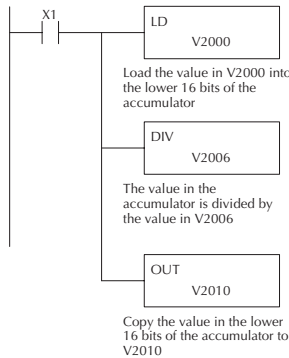 X1
LD
V2000
Load the value in V2000 into
the lower 16 bits of the
accumulator
DIV
V2006
The value in the
accumulator is divided by
the value in V2006
OUT
V2010
Copy the value in the lower
16 bits of the accumulator to
V2010